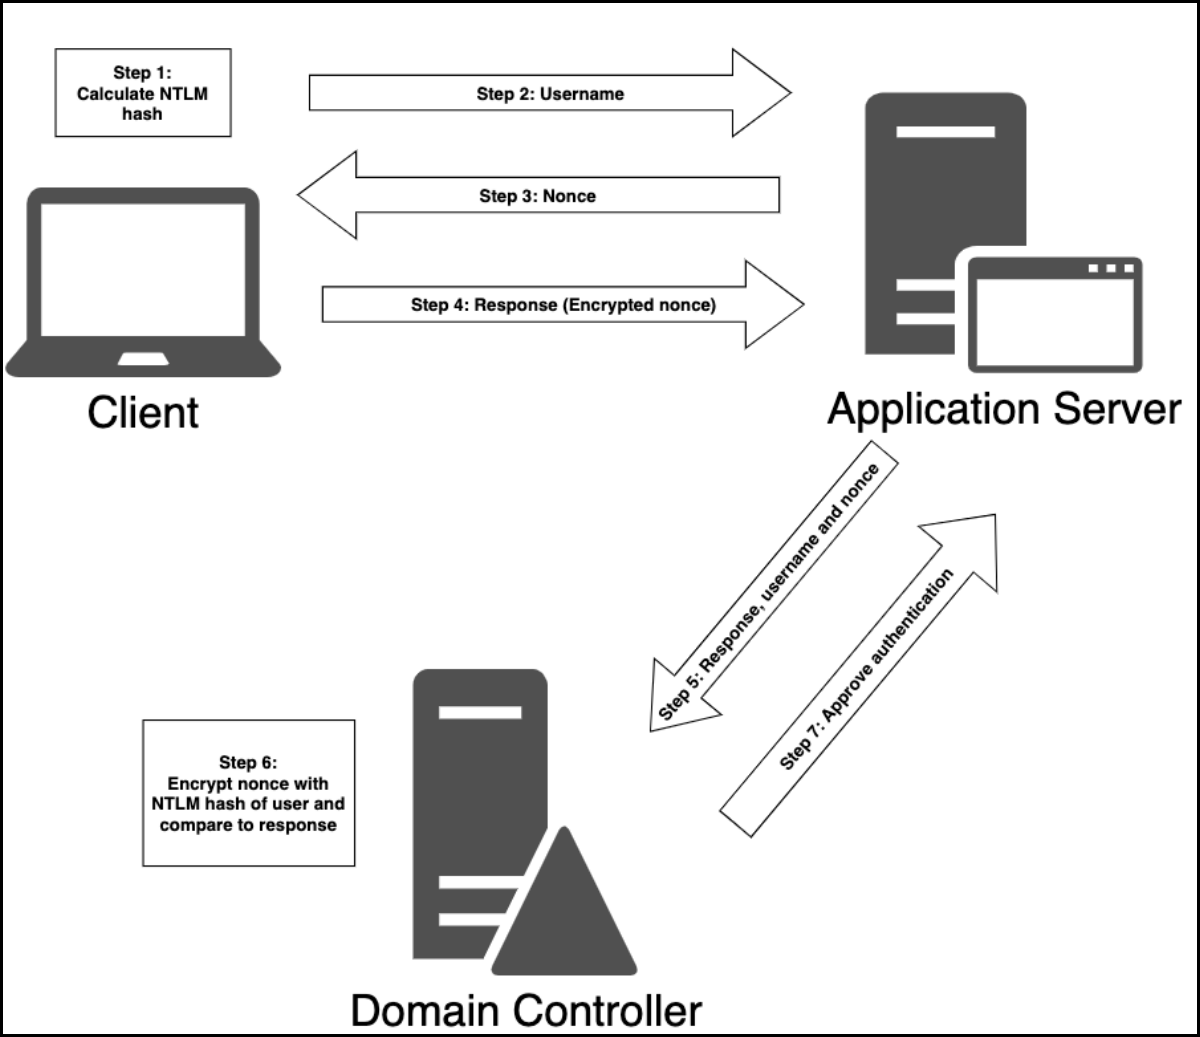 Step 1:
Calculate NTLM
hash
Step 2: Username
Step 3: Nonce
Step 4: Response (Encrypted nonce)
Client
Application Server
Step 5: Response, username and nonce
Step 7: Approve authentication
Step 6:
Encrypt nonce with
NTLM hash of user and
compare to response
Domain Controller